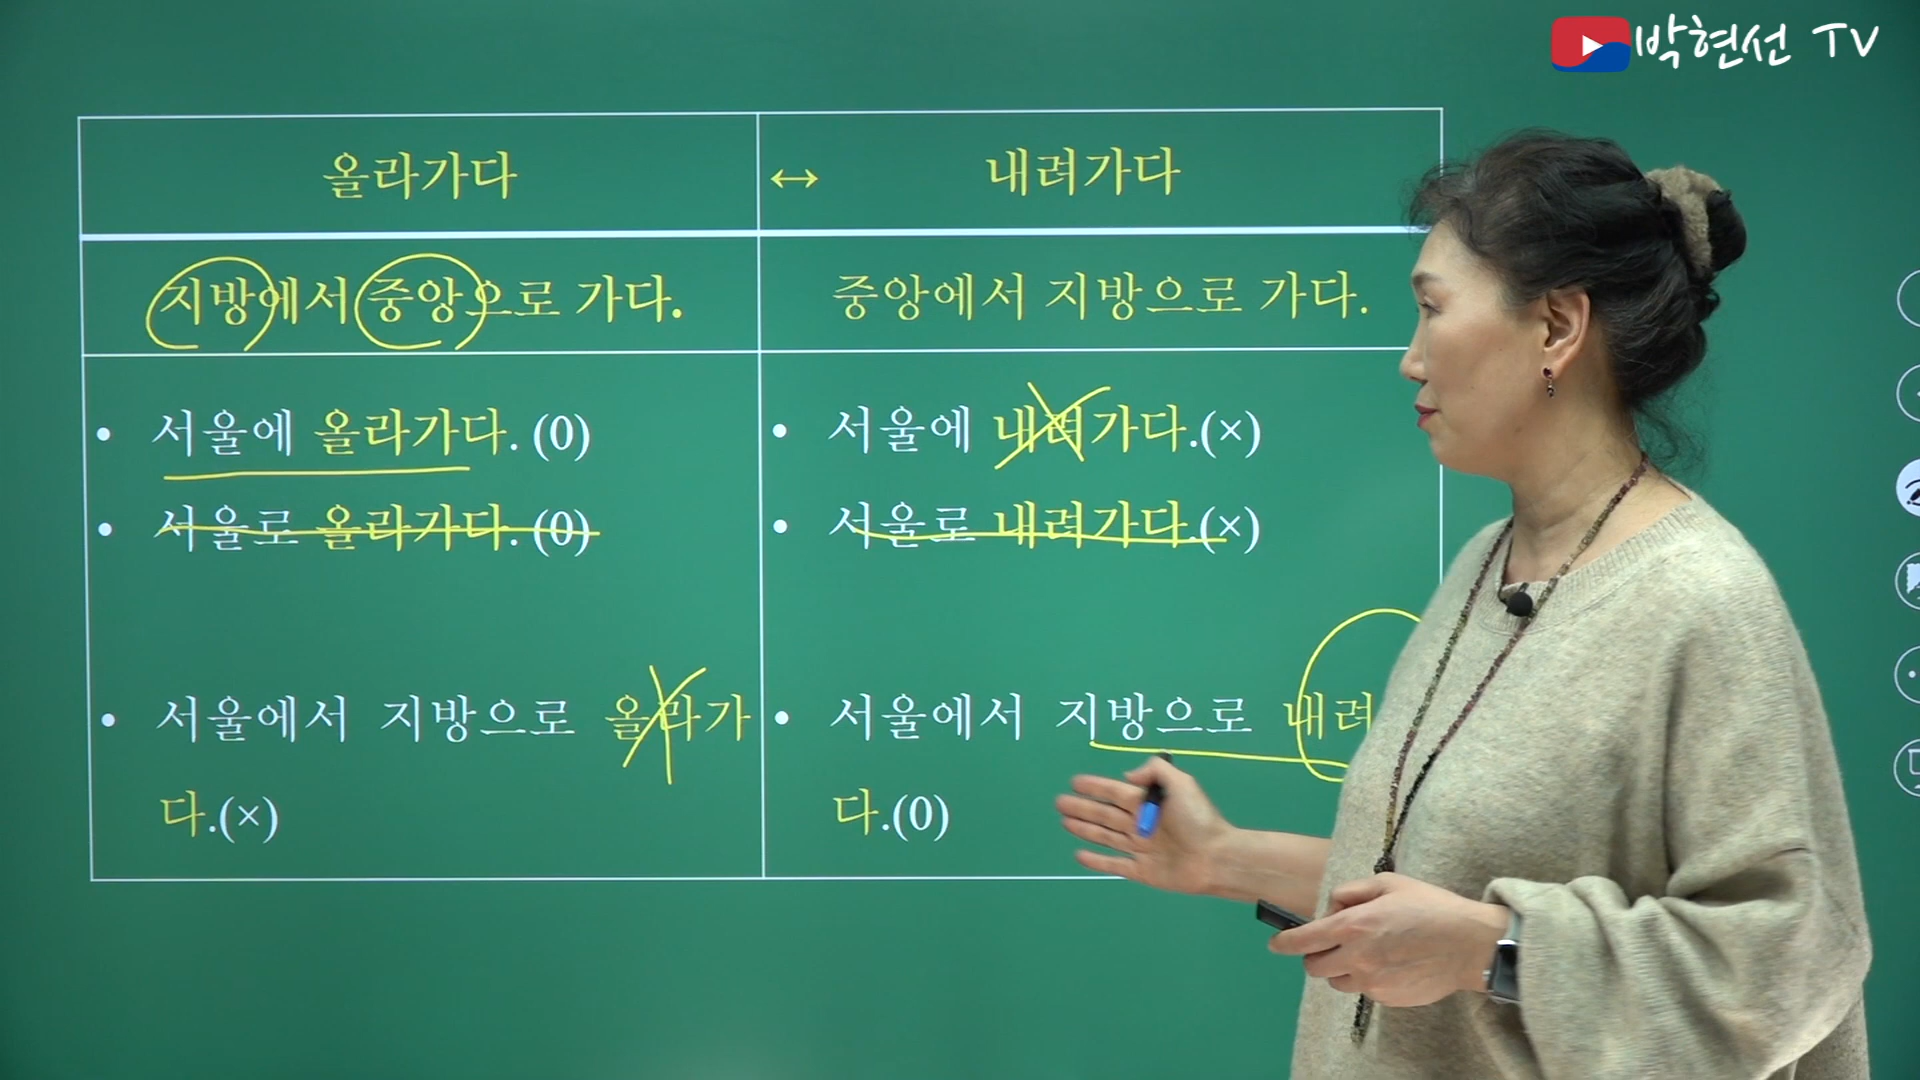 박현선 TV
올라가다 ↔ 내려가다
지방에서 중앙으로 가다. 중앙에서 지방으로 가다.
• 서울에 올라가다. (0) • 서울에 내려가다.(×)
• 서울로 올라가다. (0) • 서울로 내려가다.(×)
• 서울에서 지방으로 올라가 • 서울에서 지방으로 내려
다.(×) 다.(0)